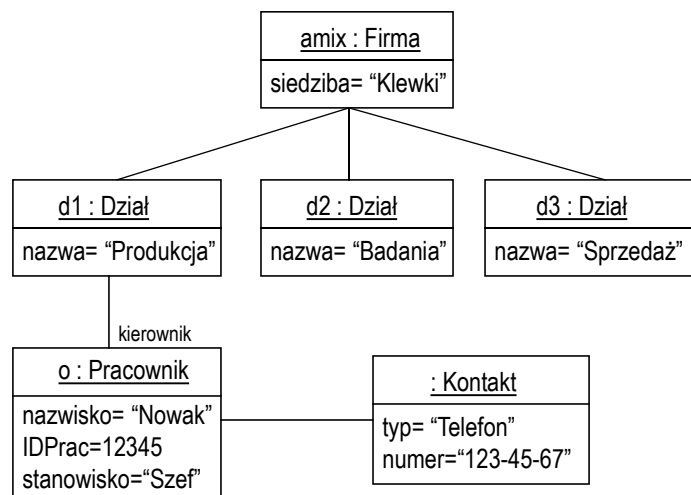 amix : Firma
siedziba= “Klewki”
d1 : Dział
nazwa= “Produkcja”
d2 : Dział
nazwa= “Badania”
d3 : Dział
nazwa= “Sprzedaż”
kierownik
o : Pracownik
nazwisko= “Nowak”
IDPrac=12345
stanowisko=“Szef”
: Kontakt
typ= “Telefon”
numer=“123-45-67”